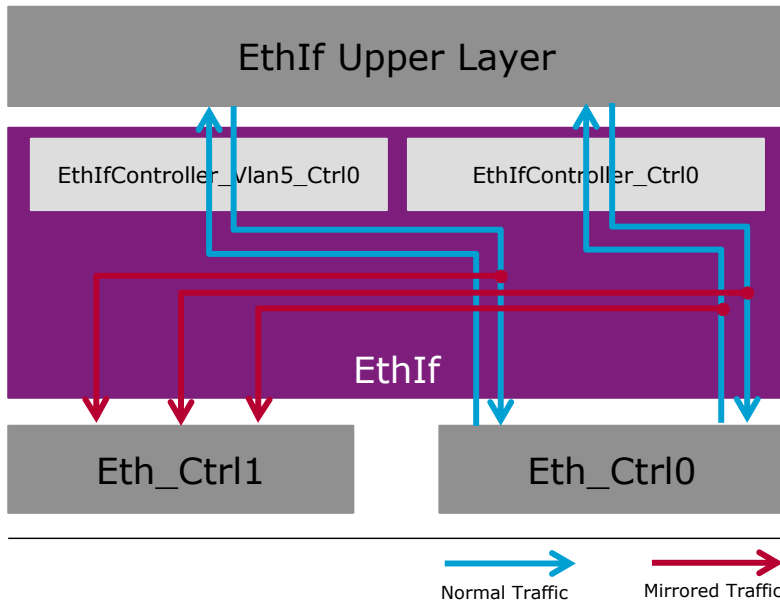 EthIf Upper Layer
EthIfController_Vlan5_Ctrl0
EthIfController_Ctrl0
EthIf
Eth_Ctrl1
Eth_Ctrl0
Normal Traffic
Mirrored Traffic